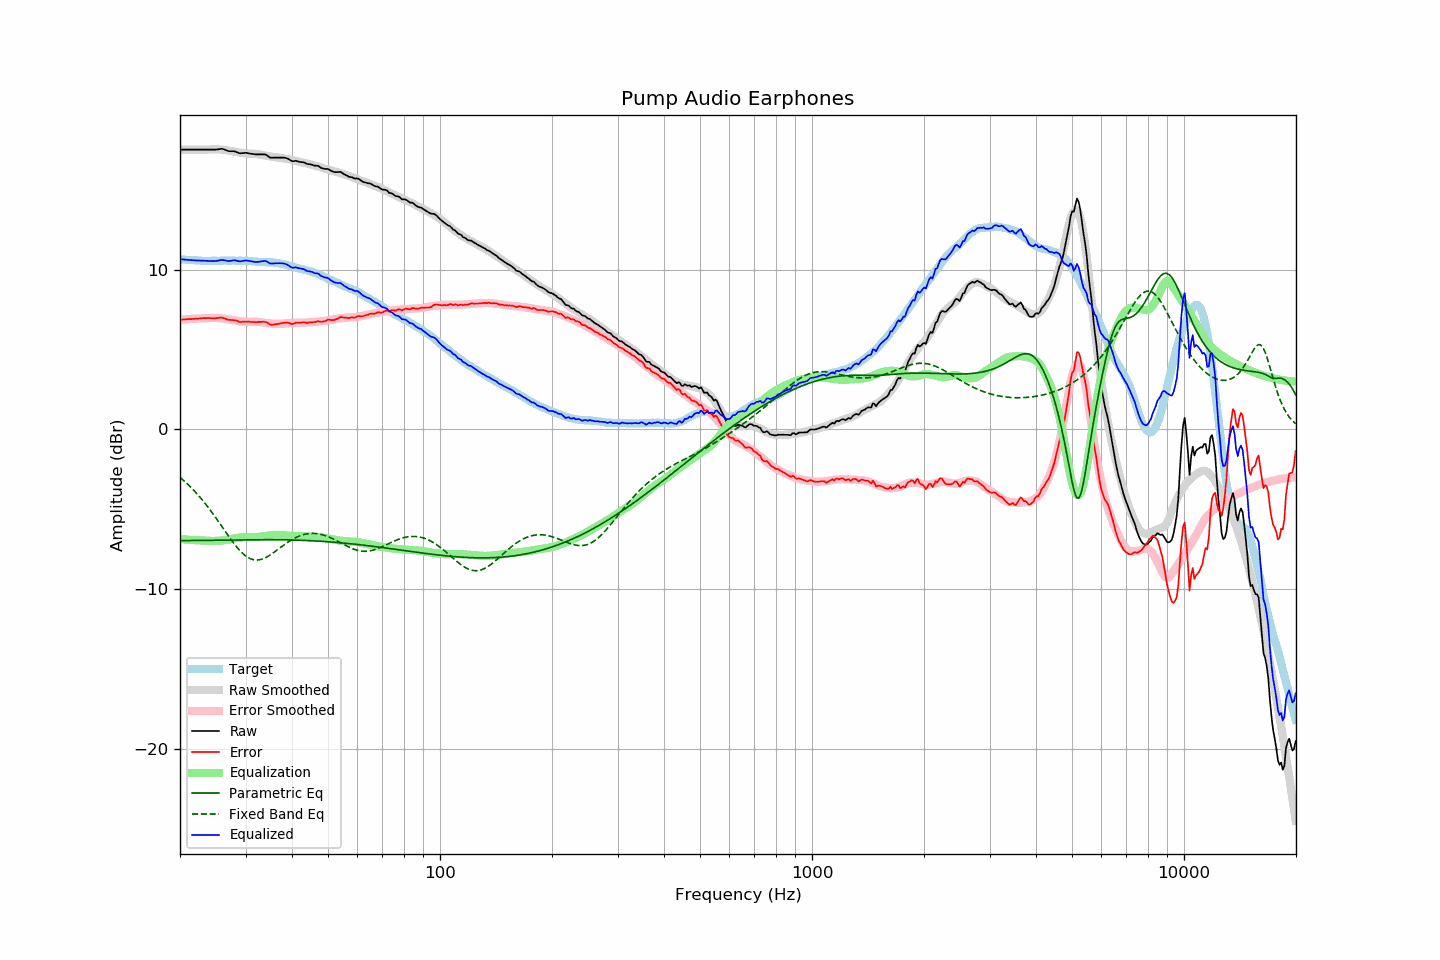 Pump Audio Earphones
Amplitude (dBr)
10
0
−10
−20
Target
Raw Smoothed
Error Smoothed
Raw
Error
Equalization
Parametric Eq
Fixed Band Eq
Equalized
100
1000
10000
Frequency (Hz)